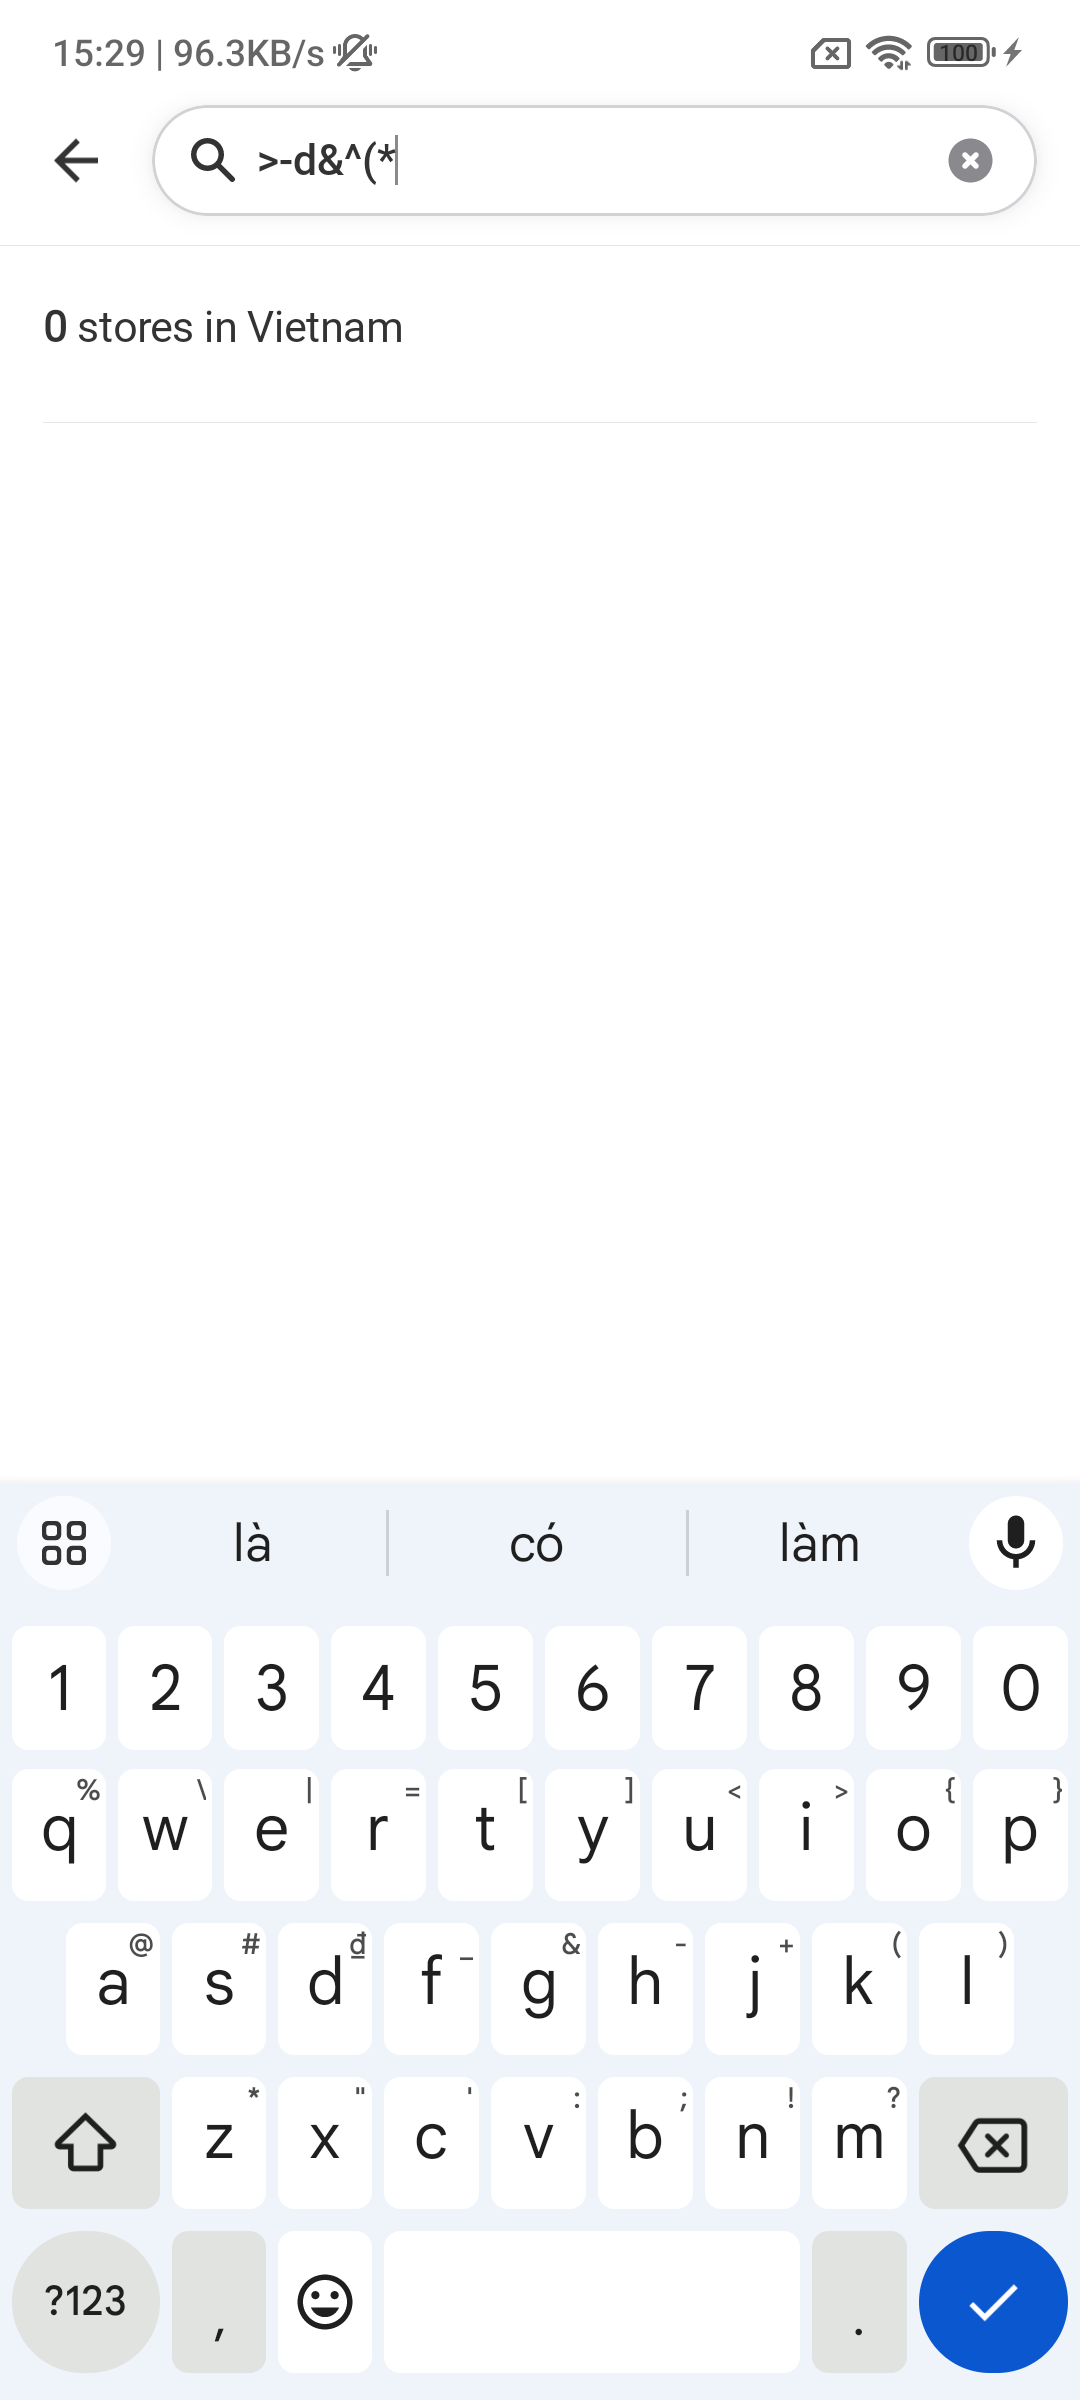 15:29 | 96.3KB/s 100
>-d&^(*
0 stores in Vietnam
là có làm
1 2 3 4 5 6 7 8 9 0
% \ | = [ ] < > { }
q w e r t y u i o p
@ # ₫ _ & - + ( )
a s d f g h j k l
* " ' : ; ! ?
z x c v b n m
?123 , .